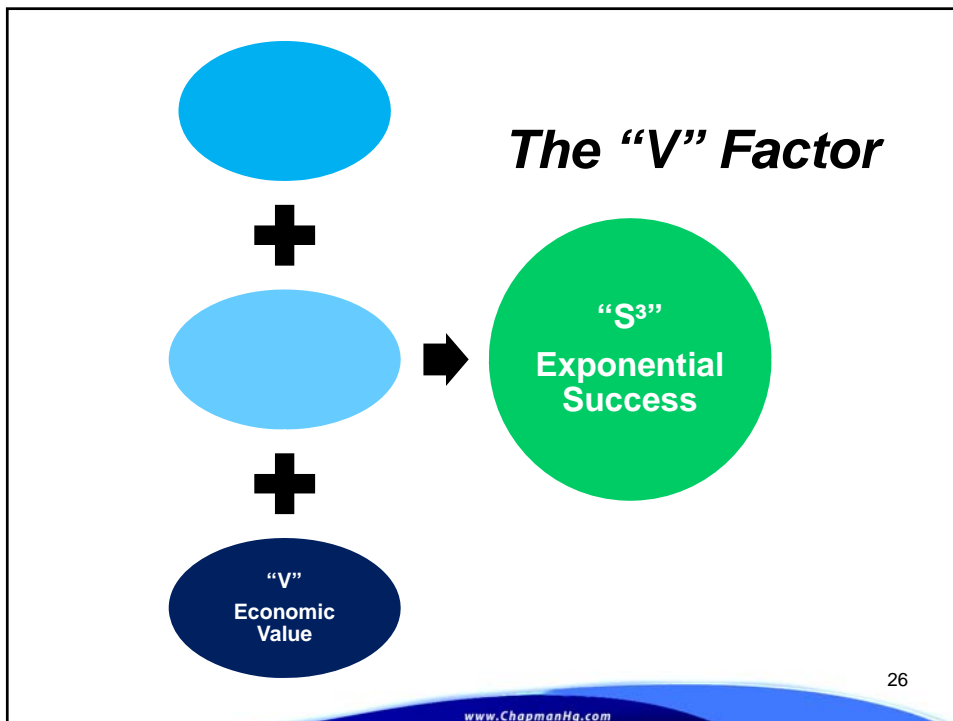 The “V” Factor
“S³”
Exponential
Success
“V”
Economic
Value
26
www.ChapmanHq.com